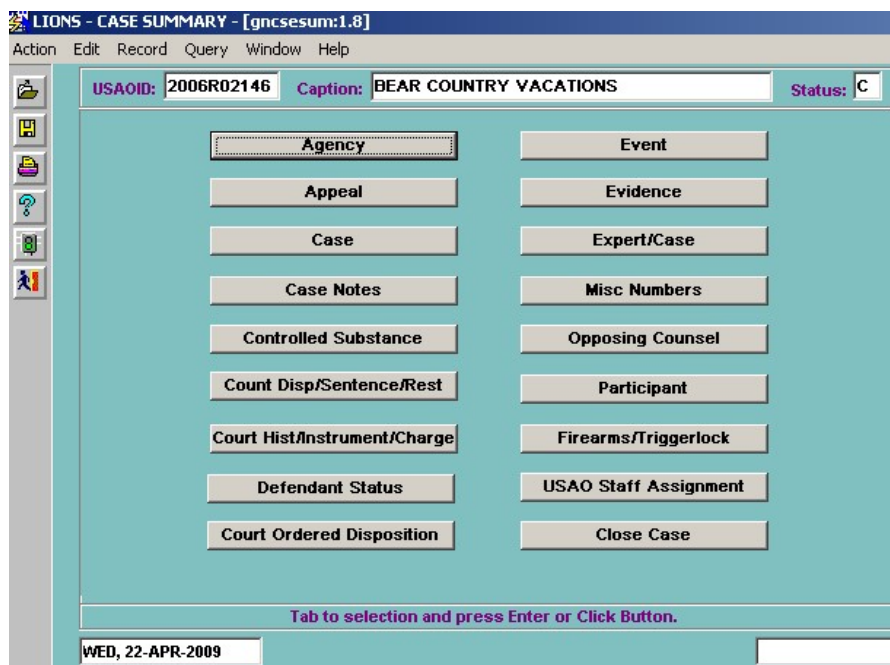 LIONS - CASE SUMMARY - [gncsesum:1.8]
Action Edit Record Query Window Help
USAOID: 2006R02146 Caption: BEAR COUNTRY VACATIONS Status: C
Agency Event
Appeal Evidence
Case Expert/Case
Case Notes Misc Numbers
Controlled Substance Opposing Counsel
Count Disp/Sentence/Rest Participant
Court Hist/Instrument/Charge Firearms/Triggerlock
Defendant Status USAO Staff Assignment
Court Ordered Disposition Close Case
Tab to selection and press Enter or Click Button.
WED, 22-APR-2009